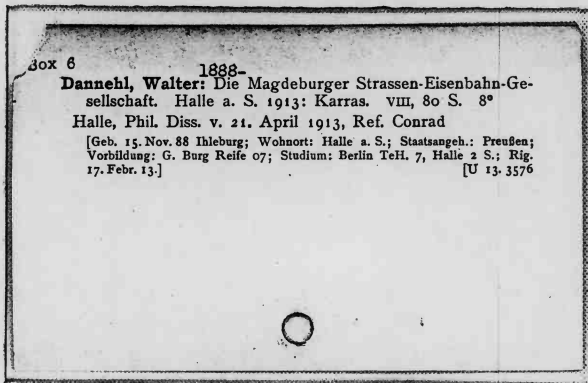 Box 6
1888-
Dannehl, Walter: Die Magdeburger Strassen-Eisenbahn-Ge-
sellschaft. Halle a. S. 1913: Karras. VIII, 80 S. 8°
Halle, Phil. Diss. v. 21. April 1913, Ref. Conrad
[Geb. 15. Nov. 88 Ihleburg; Wohnort: Halle a. S.; Staatsangeh.: Preußen;
Vorbildung: G. Burg Reife 07; Studium: Berlin TeH. 7, Halle 2 S.; Rig.
17. Febr. 13.] [U 13. 3576